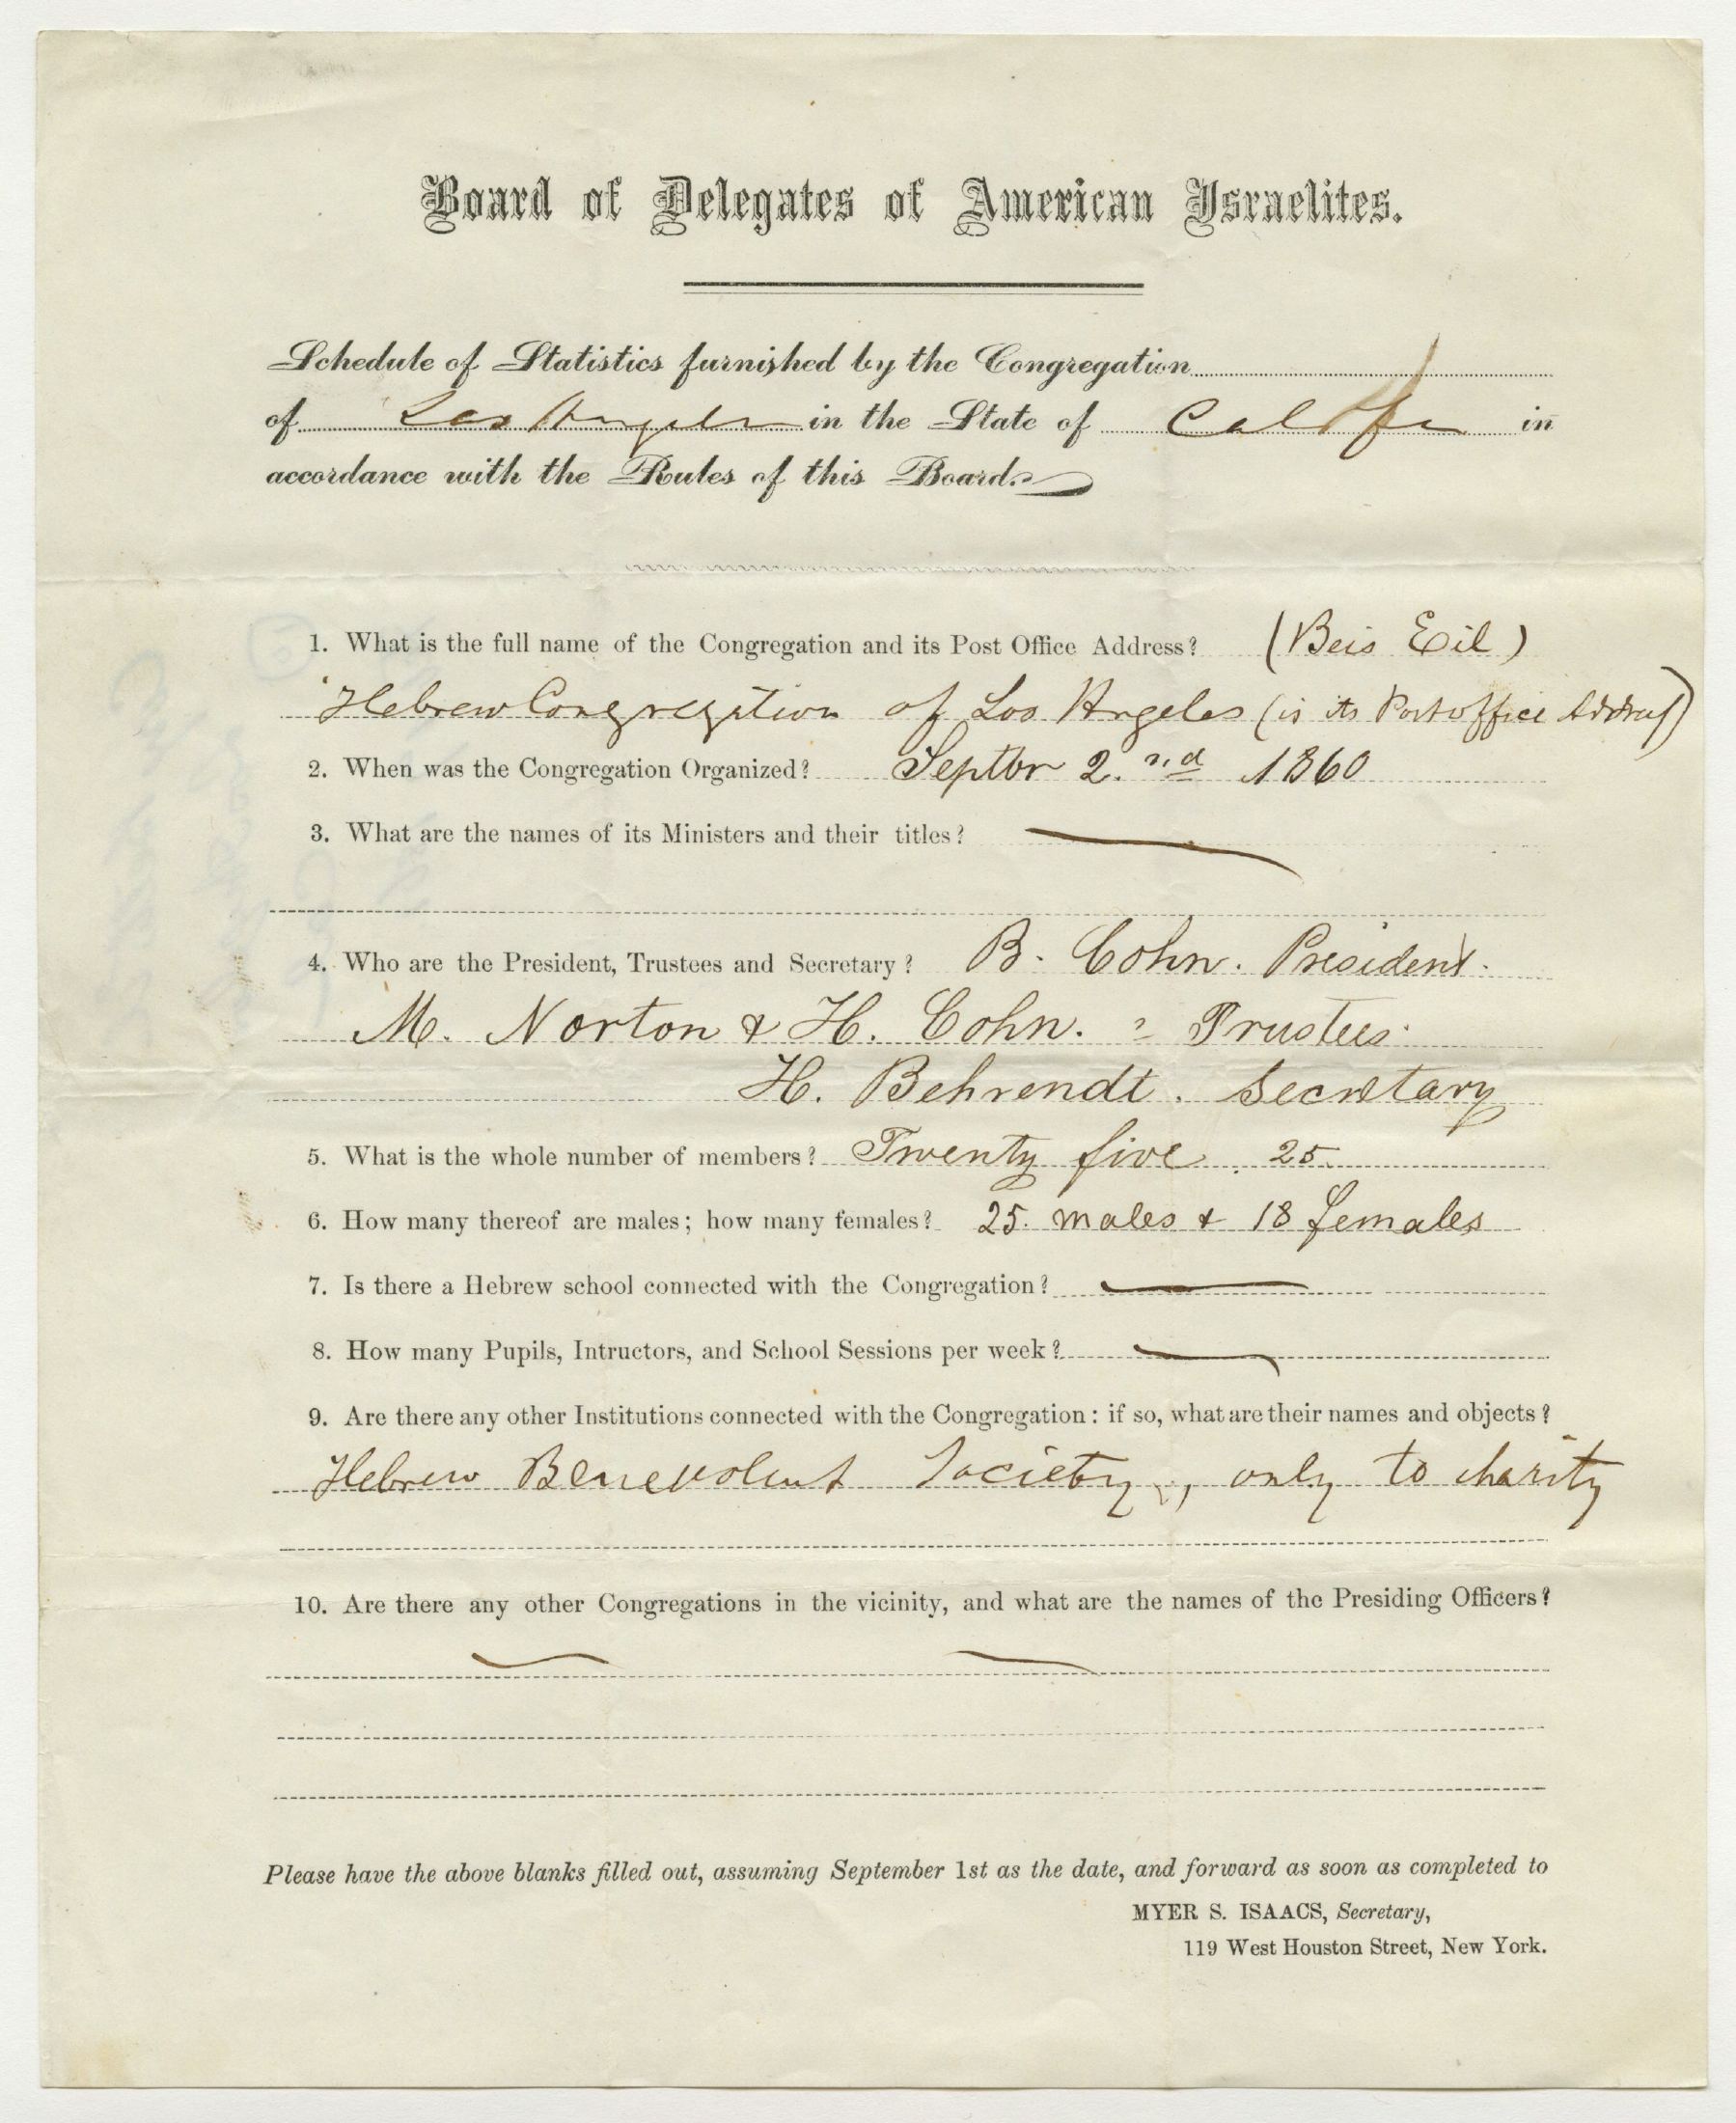 Board of Delegates of American Israelites.
Schedule of Statistics furnished by the Congregation
of Los Angeles in the State of Califa in
accordance with the Rules of this Board.
1. What is the full name of the Congregation and its Post Office Address? (Beis Eil)
Hebrew Congregation of Los Angeles (is its Post office Address)
2. When was the Congregation Organized? Septbr 2.nd 1860
3. What are the names of its Ministers and their titles?
4. Who are the President, Trustees and Secretary? B. Cohn. President.
M. Norton & H. Cohn. Trustees.
H. Behrendt. Secretary
5. What is the whole number of members? Twenty five. 25
6. How many thereof are males; how many females? 25. males & 18 females
7. Is there a Hebrew school connected with the Congregation?
8. How many Pupils, Intructors, and School Sessions per week?
9. Are there any other Institutions connected with the Congregation: if so, what are their names and objects?
Hebrew Benevolent Society, only to charity
10. Are there any other Congregations in the vicinity, and what are the names of the Presiding Officers?
Please have the above blanks filled out, assuming September 1st as the date, and forward as soon as completed to
MYER S. ISAACS, Secretary,
119 West Houston Street, New York.